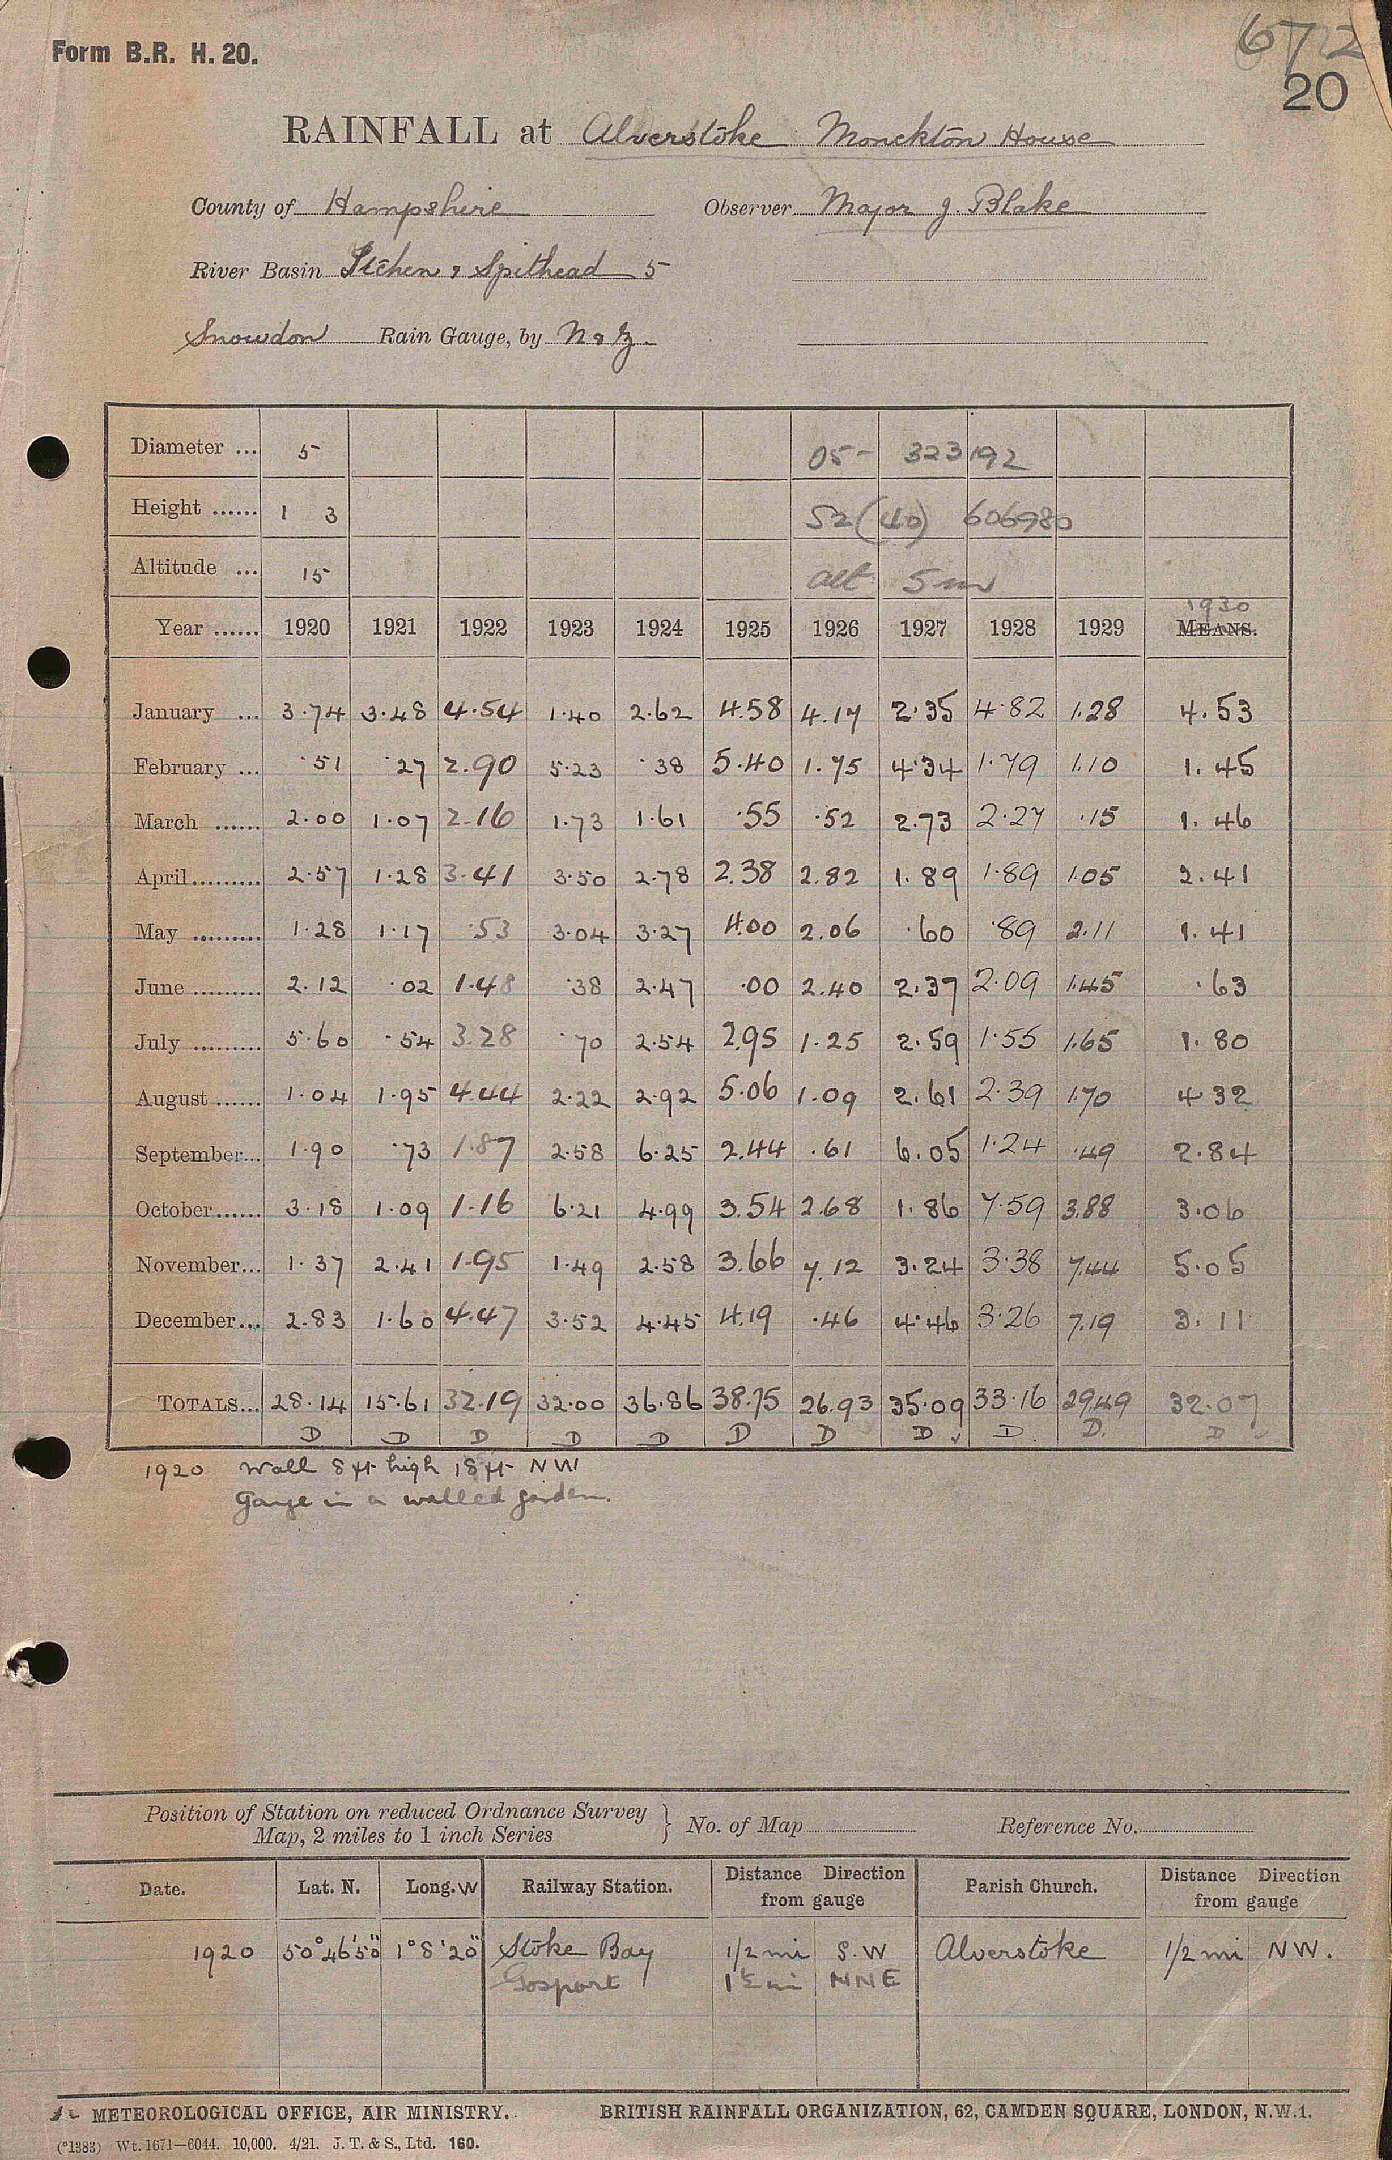 Form B.R. H. 20.
672
20
RAINFALL at Alverstoke Monckton House
County of Hampshire Observer Major J. Blake
River Basin Itchen & Spithead 5
Snowdon Rain Gauge, by N & Z.
Diameter ... 5 05- 323192
Height ...... 1 3 52 (40) 606980
Altitude ... 15 alt 5m
1930
Year ...... 1920 1921 1922 1923 1924 1925 1926 1927 1928 1929 MEANS.
January ... 3.74 3.48 4.54 1.40 2.62 4.58 4.17 2.35 4.82 1.28 4.53
February ... .51 .27 2.90 5.23 .38 5.40 1.75 4.34 1.79 1.10 1.45
March ...... 2.00 1.07 2.16 1.73 1.61 .55 .52 2.73 2.27 .15 1.46
April......... 2.57 1.28 3.41 3.50 2.78 2.38 2.82 1.89 1.89 1.05 2.41
May ......... 1.28 1.17 .53 3.04 3.27 4.00 2.06 .60 .89 2.11 1.41
June ......... 2.12 .02 1.48 .38 2.47 .00 2.40 2.37 2.09 1.45 .63
July ......... 5.60 .54 3.28 .70 2.54 2.95 1.25 2.59 1.55 1.65 1.80
August ...... 1.04 1.95 4.44 2.22 2.92 5.06 1.09 2.61 2.39 1.70 4.32
September... 1.90 .73 1.87 2.58 6.25 2.44 .61 6.05 1.24 .49 2.84
October...... 3.18 1.09 1.16 6.21 4.99 3.54 2.68 1.86 7.59 3.88 3.06
November... 1.37 2.41 1.95 1.49 2.58 3.66 7.12 3.24 3.38 7.44 5.05
December... 2.83 1.60 4.47 3.52 4.45 4.19 .46 4.46 3.26 7.19 3.11
TOTALS... 28.14 15.61 32.19 32.00 36.86 38.75 26.93 35.09 33.16 29.49 32.07
D D D D D D D D D D. D
1920 Wall 8 ft high 18 ft NW
Gauge in a walled garden.
Position of Station on reduced Ordnance Survey
Map, 2 miles to 1 inch Series } No. of Map Reference No.
Date. Lat. N. Long. W Railway Station. Distance Direction from gauge Parish Church. Distance Direction from gauge
1920 50°46'50" 1°8'20" Stoke Bay 1/2 mi S.W Alverstoke 1/2 mi NW.
Gosport 1½ mi NNE
METEOROLOGICAL OFFICE, AIR MINISTRY. BRITISH RAINFALL ORGANIZATION, 62, CAMDEN SQUARE, LONDON, N.W.1.
(*1383) Wt. 1671—6044. 10,000. 4/21. J. T. & S., Ltd. 160.